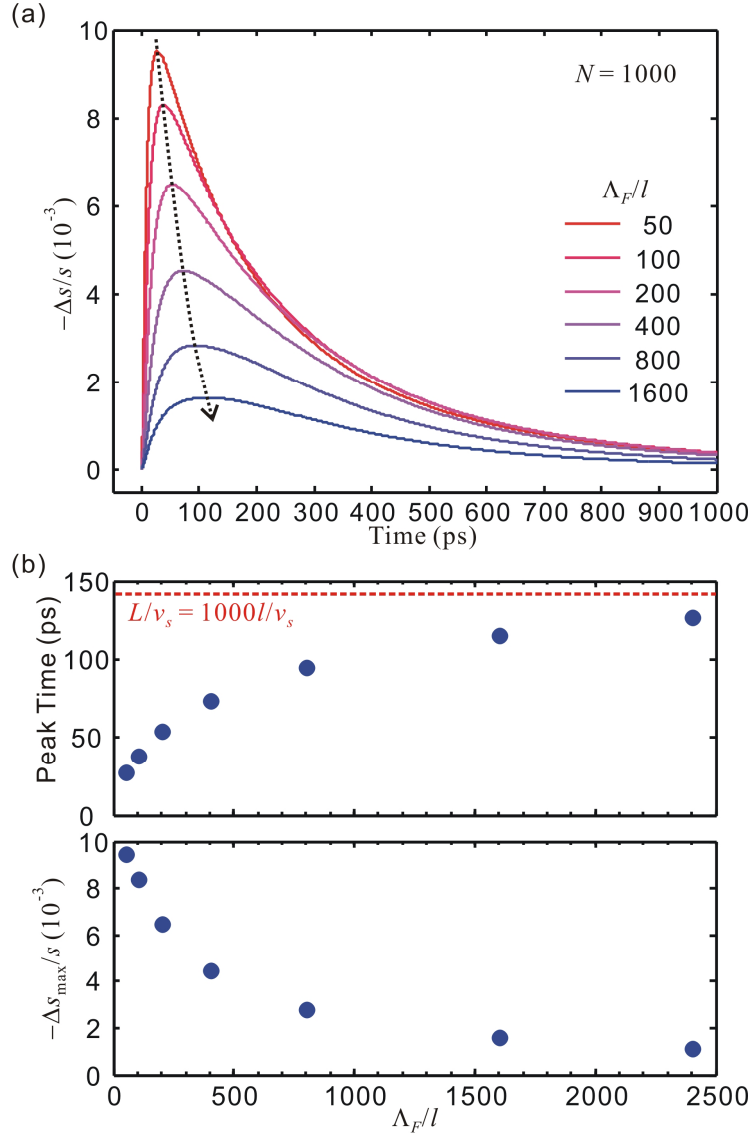 (a)
10
8
6
4
2
0
−Δs/s (10⁻³)
N = 1000
Λ_F/l
50
100
200
400
800
1600
0 100 200 300 400 500 600 700 800 900 1000
Time (ps)
(b)
150
100
50
0
Peak Time (ps)
L/v_s = 1000l/v_s
10
8
6
4
2
0
−Δs_max/s (10⁻³)
0 500 1000 1500 2000 2500
Λ_F/l